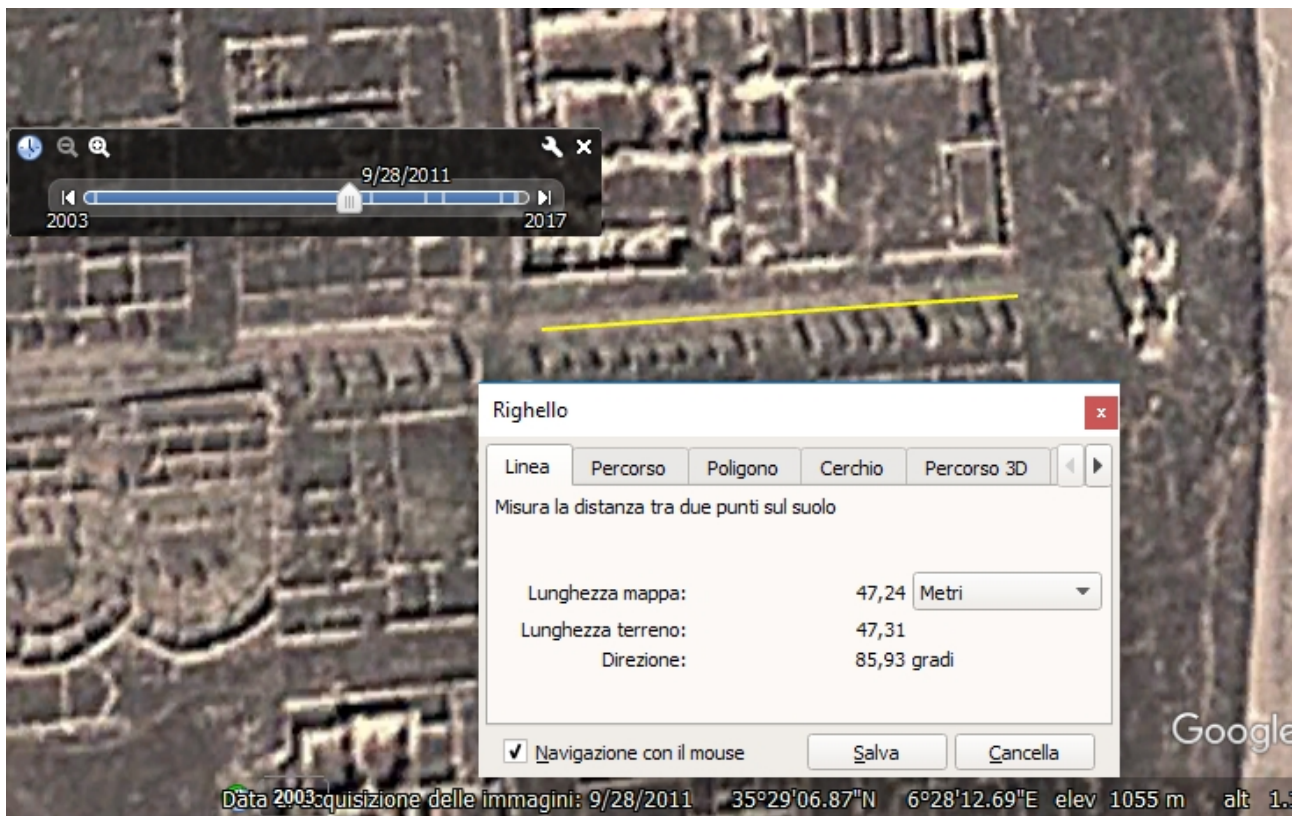 9/28/2011
2003
2017
Righello
Linea Percorso Poligono Cerchio Percorso 3D
Misura la distanza tra due punti sul suolo
Lunghezza mappa: 47,24 Metri
Lunghezza terreno: 47,31
Direzione: 85,93 gradi
Navigazione con il mouse Salva Cancella
Google
2003 quisizione delle immagini: 9/28/2011 35°29'06.87"N 6°28'12.69"E elev 1055 m alt